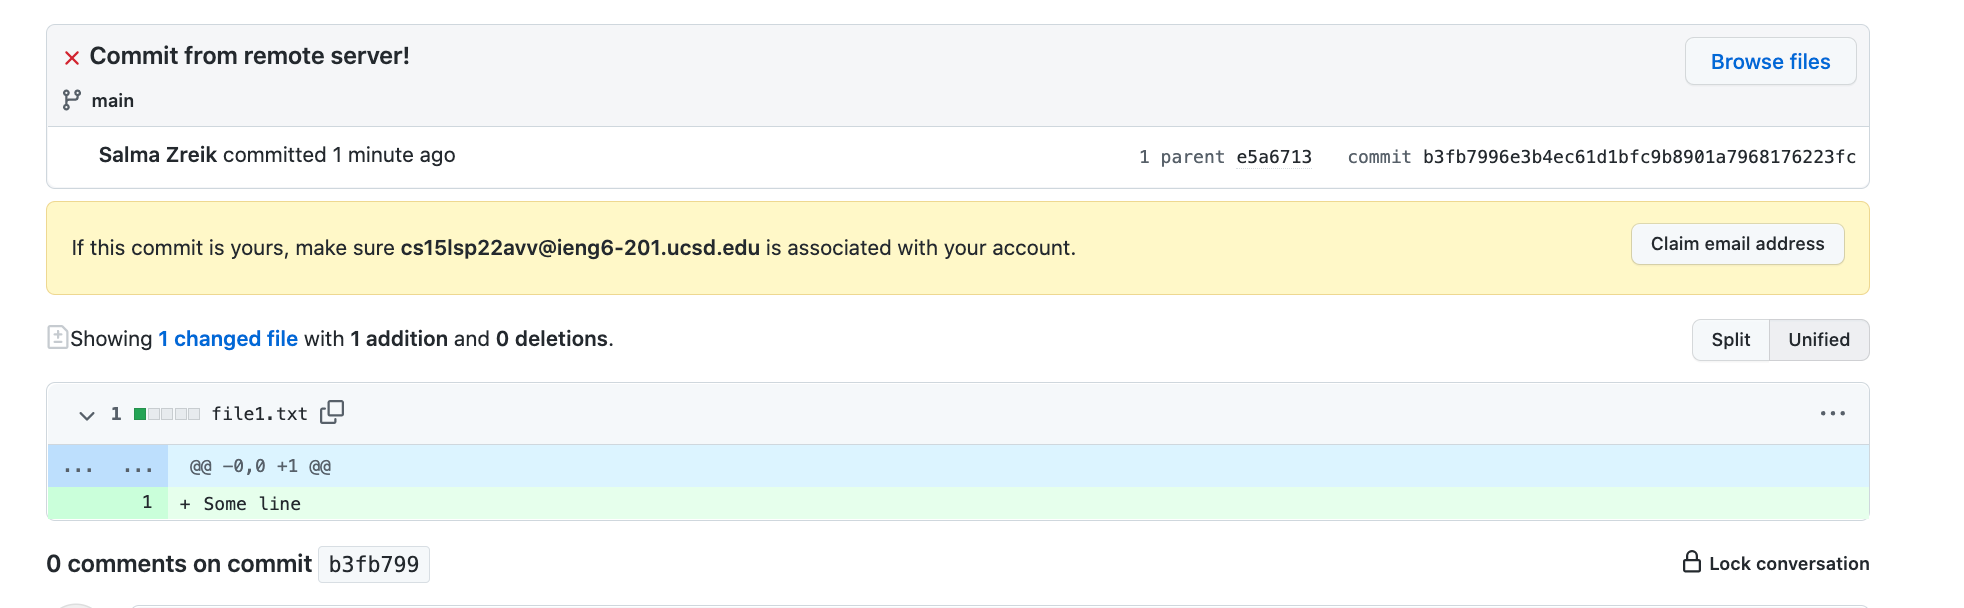 Commit from remote server!
Browse files
main
Salma Zreik committed 1 minute ago
1 parent e5a6713 commit b3fb7996e3b4ec61d1bfc9b8901a7968176223fc
If this commit is yours, make sure cs15lsp22avv@ieng6-201.ucsd.edu is associated with your account.
Claim email address
Showing 1 changed file with 1 addition and 0 deletions.
Split Unified
1 file1.txt
... ... @@ -0,0 +1 @@
1 + Some line
0 comments on commit b3fb799
Lock conversation